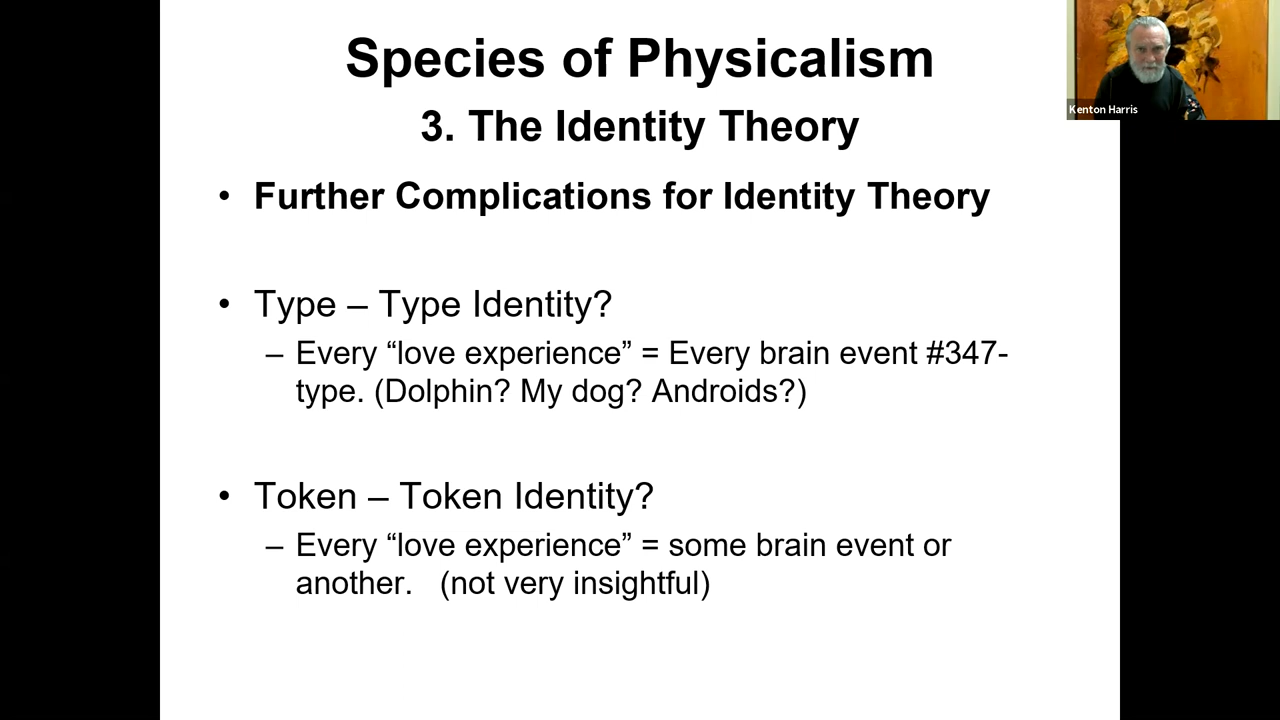 Species of Physicalism
3. The Identity Theory
• Further Complications for Identity Theory
• Type – Type Identity?
– Every “love experience” = Every brain event #347-
type. (Dolphin? My dog? Androids?)
• Token – Token Identity?
– Every “love experience” = some brain event or
another.   (not very insightful)
Kenton Harris